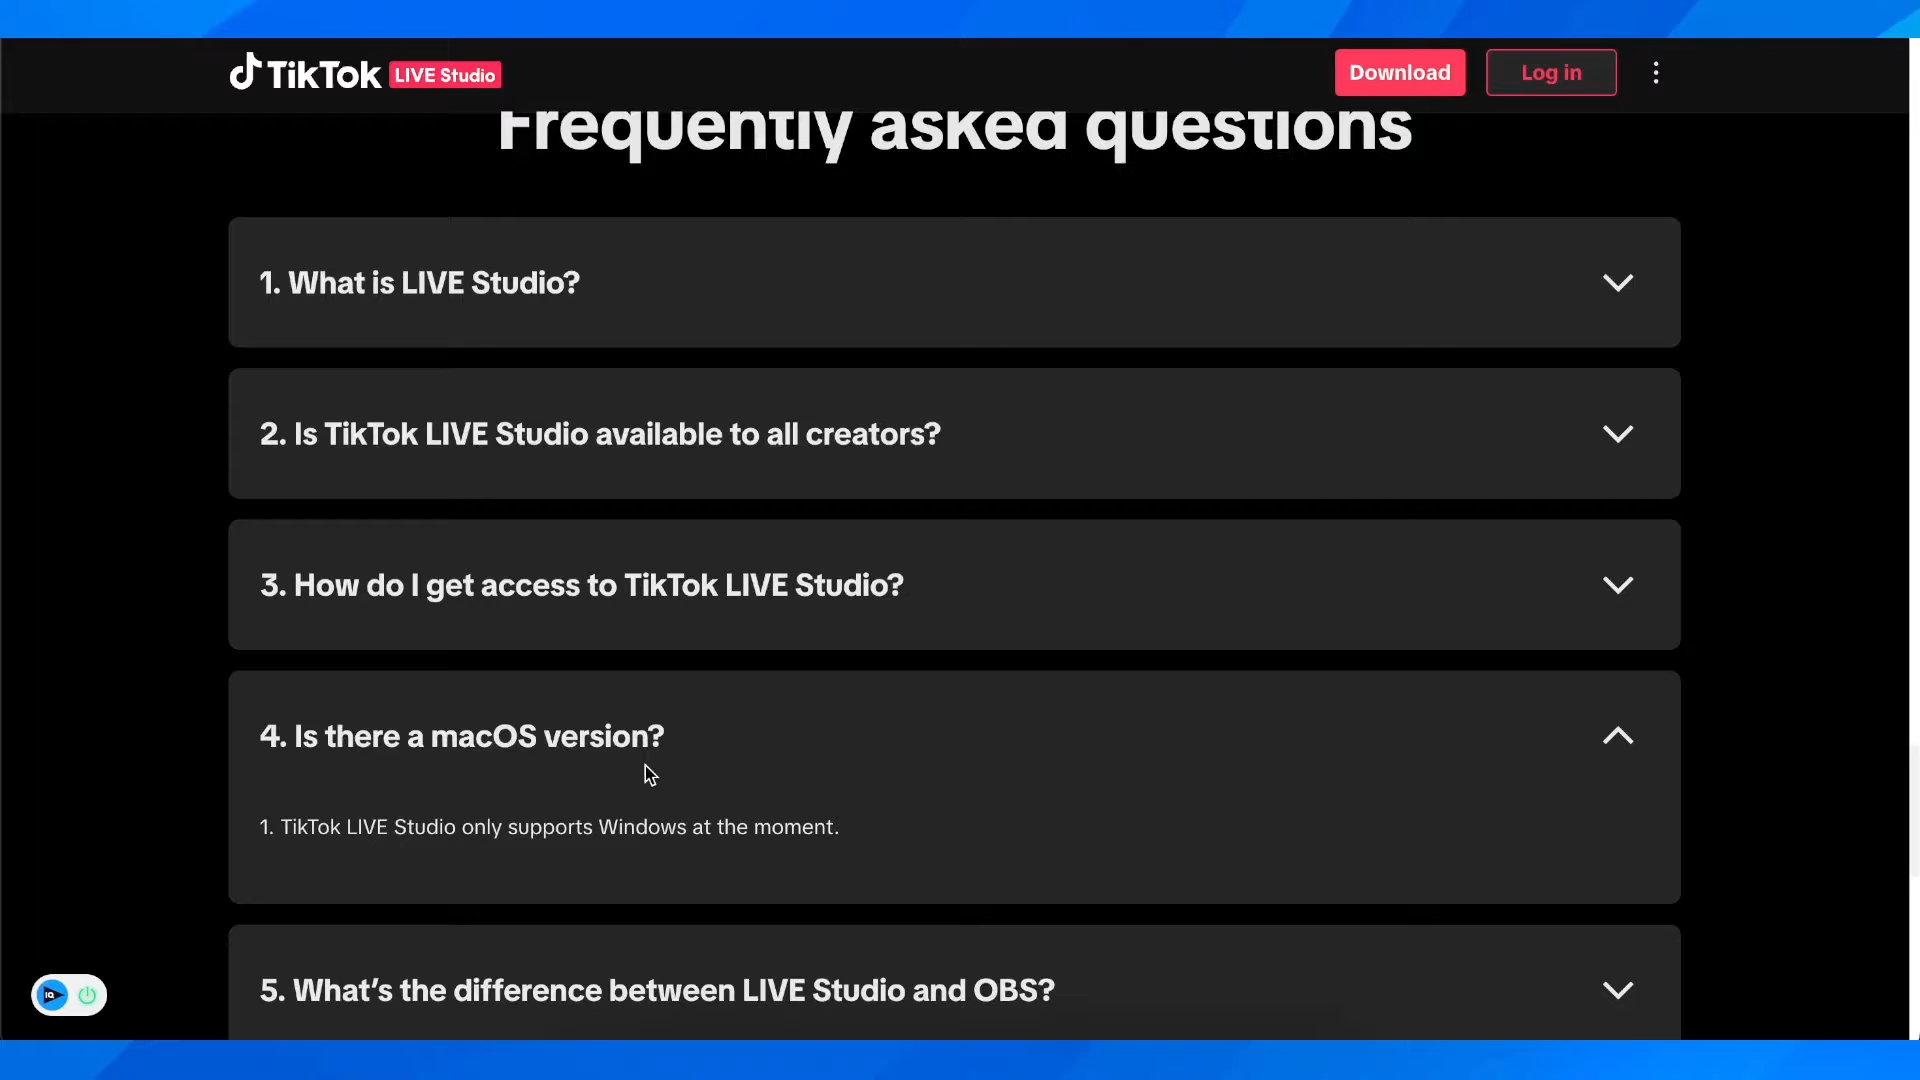 TikTok LIVE Studio
Download
Log in
Frequently asked questions
1. What is LIVE Studio?
2. Is TikTok LIVE Studio available to all creators?
3. How do I get access to TikTok LIVE Studio?
4. Is there a macOS version?
1. TikTok LIVE Studio only supports Windows at the moment.
5. What’s the difference between LIVE Studio and OBS?
IQ